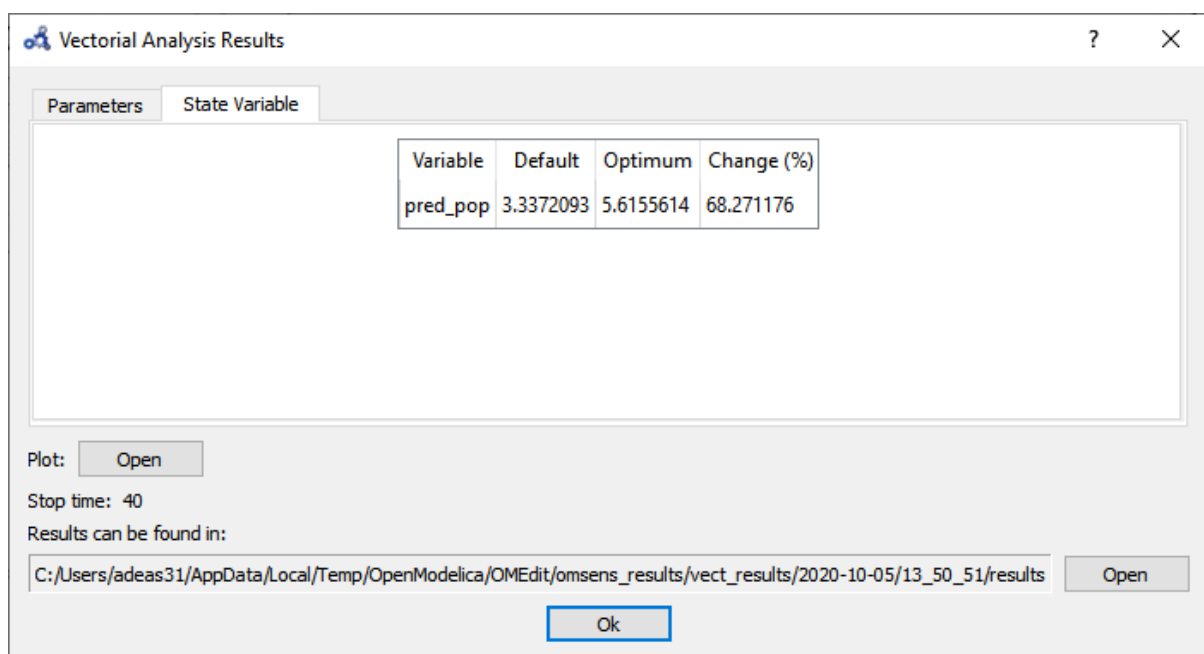 Vectorial Analysis Results ?
Parameters State Variable
Variable Default Optimum Change (%)
pred_pop 3.3372093 5.6155614 68.271176
Plot: Open
Stop time: 40
Results can be found in:
C:/Users/adeas31/AppData/Local/Temp/OpenModelica/OMEdit/omsens_results/vect_results/2020-10-05/13_50_51/results Open
Ok